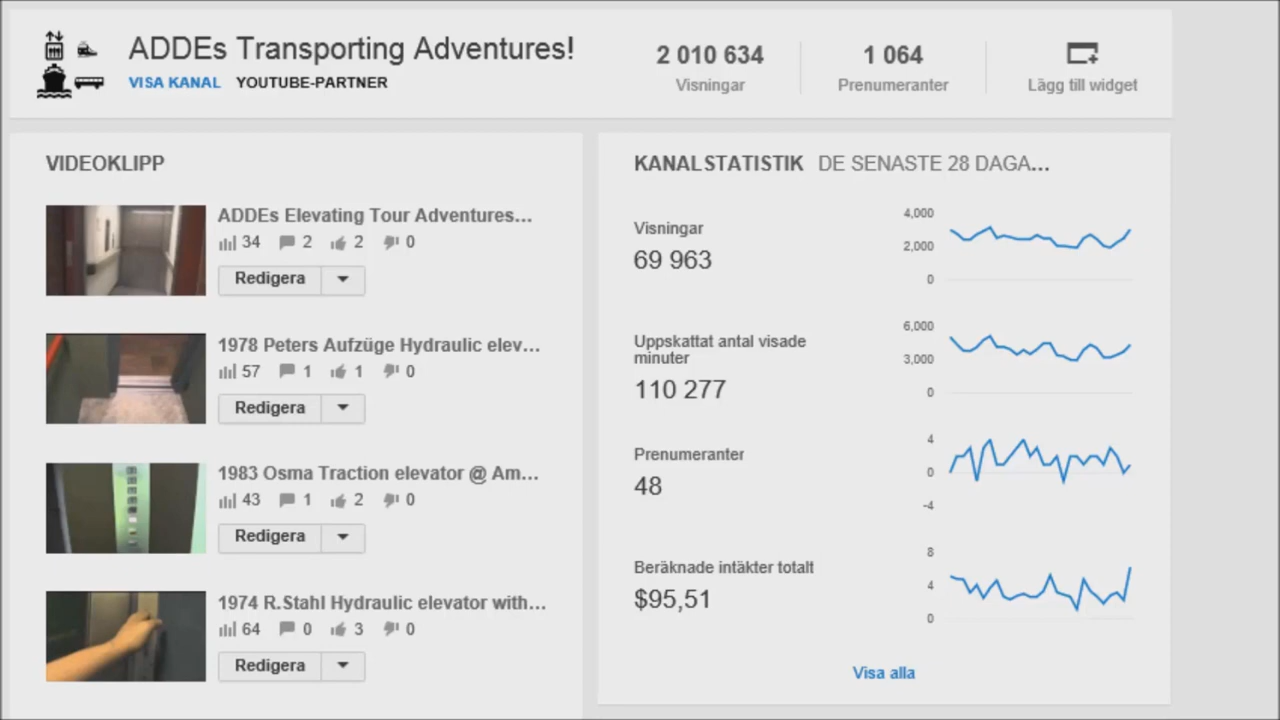 ADDEs Transporting Adventures!
VISA KANAL YOUTUBE-PARTNER
2 010 634
Visningar
1 064
Prenumeranter
Lägg till widget
VIDEOKLIPP
ADDEs Elevating Tour Adventures...
34 2 2 0
Redigera
1978 Peters Aufzüge Hydraulic elev...
57 1 1 0
Redigera
1983 Osma Traction elevator @ Am...
43 1 2 0
Redigera
1974 R.Stahl Hydraulic elevator with...
64 0 3 0
Redigera
KANALSTATISTIK DE SENASTE 28 DAGA...
Visningar
69 963
4,000
2,000
0
Uppskattat antal visade
minuter
110 277
6,000
3,000
0
Prenumeranter
48
4
0
-4
Beräknade intäkter totalt
$95,51
8
4
0
Visa alla